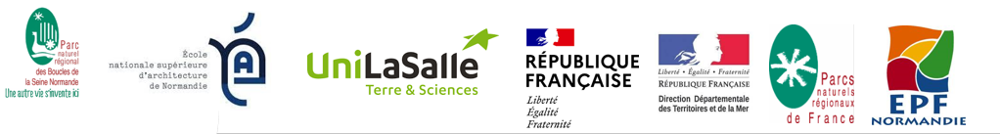 Parc
naturel
régional
des Boucles de
la Seine Normande
Une autre vie s'invente ici
École
nationale supérieure
d'architecture
de Normandie
UniLaSalle
Terre & Sciences
RÉPUBLIQUE
FRANÇAISE
Liberté
Égalité
Fraternité
Liberté • Égalité • Fraternité
RÉPUBLIQUE FRANÇAISE
Direction Départementale
des Territoires et de la Mer
Parcs
naturels
régionaux
de France
EPF
NORMANDIE